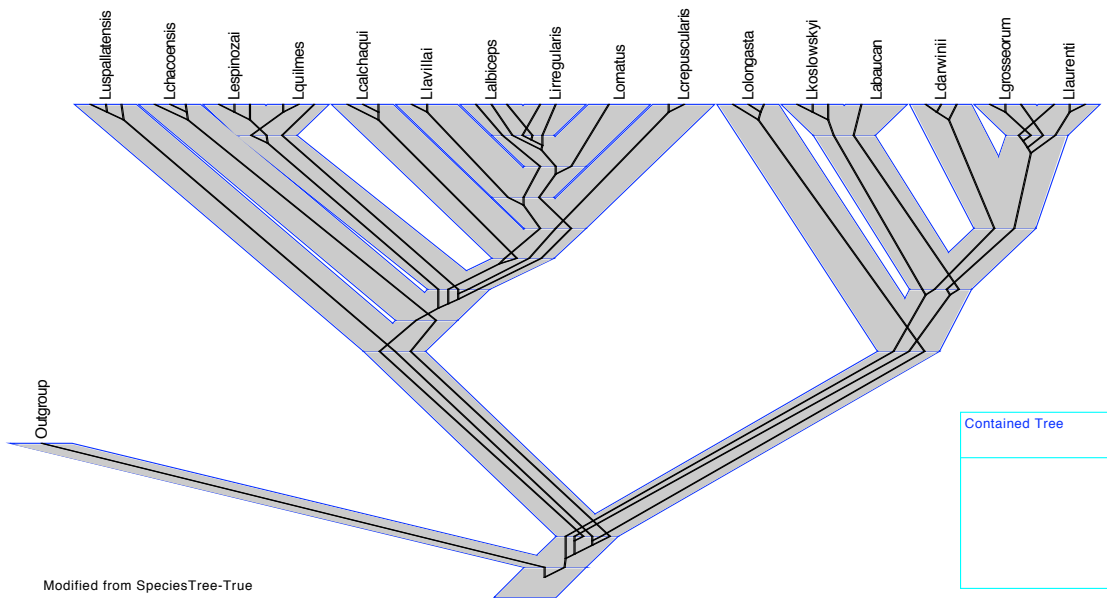 Luspallatensis
Lchacoensis
Lespinozai
Lquilmes
Lcalchaqui
Llavillai
Lalbiceps
Lirregularis
Lornatus
Lcrepuscularis
Lolongasta
Lkoslowskyi
Labaucan
Ldarwinii
Lgrosseorum
Llaurenti
Outgroup
Contained Tree
Modified from SpeciesTree-True